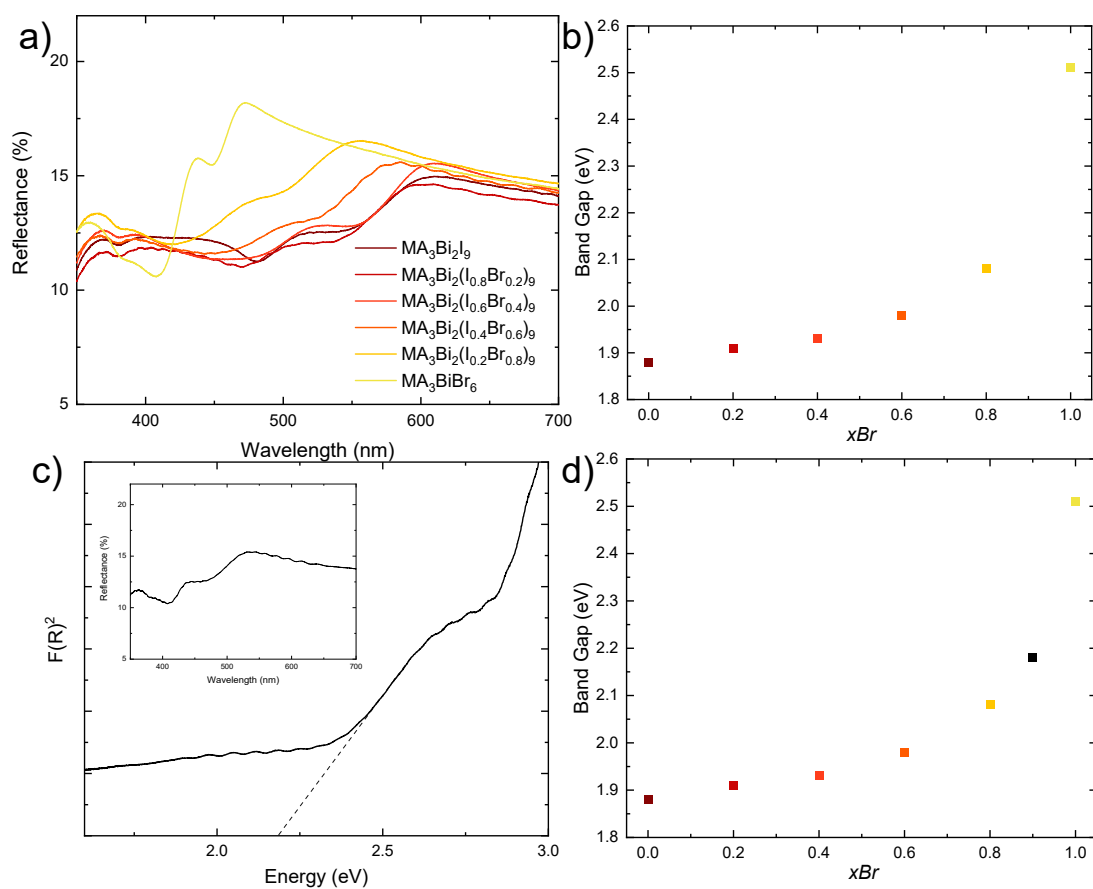 a)
20
15
10
5
Reflectance (%)
MA3Bi2I9
MA3Bi2(I0.8Br0.2)9
MA3Bi2(I0.6Br0.4)9
MA3Bi2(I0.4Br0.6)9
MA3Bi2(I0.2Br0.8)9
MA3BiBr6
400 500 600 700
Wavelength (nm)
b)
2.6
2.5
2.4
2.3
2.2
2.1
2.0
1.9
1.8
Band Gap (eV)
0.0 0.2 0.4 0.6 0.8 1.0
xBr
c)
F(R)2
20
15
10
5
Reflectance (%)
400 500 600 700
Wavelength (nm)
2.0 2.5 3.0
Energy (eV)
d)
2.6
2.5
2.4
2.3
2.2
2.1
2.0
1.9
1.8
Band Gap (eV)
0.0 0.2 0.4 0.6 0.8 1.0
xBr